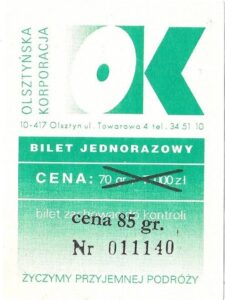 OLSZTYŃSKA
KORPORACJA
OK
10-417 Olsztyn ul. Towarowa 4 tel. 34 51 10
BILET JEDNORAZOWY
CENA: 70 gr zł
bilet kontroli
cena 85 gr.
Nr 011140
ŻYCZYMY PRZYJEMNEJ PODRÓŻY